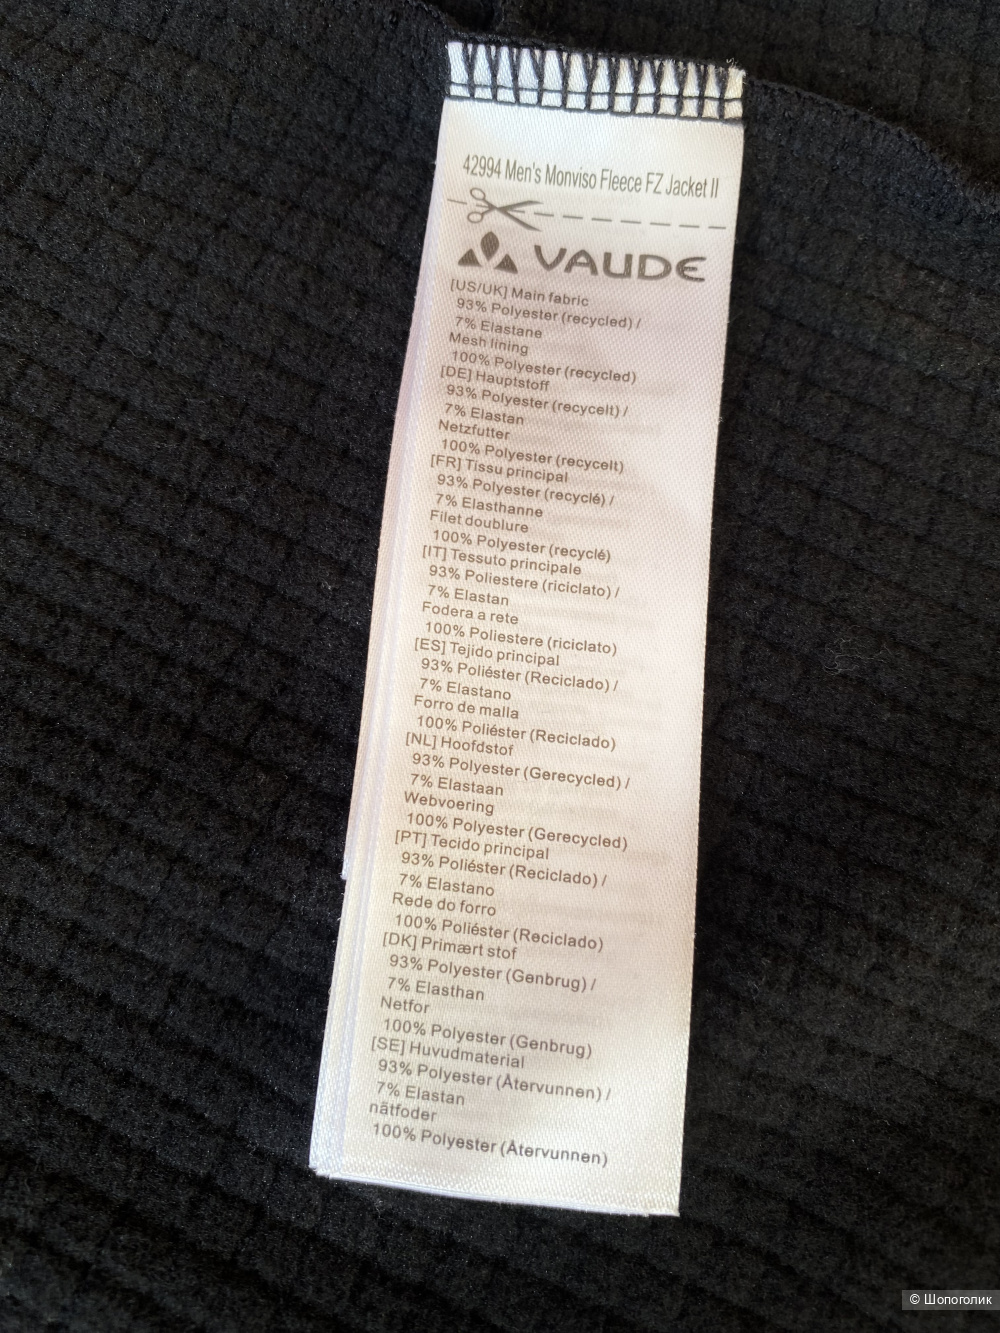 42994 Men's Monviso Fleece FZ Jacket II
VAUDE
[US/UK] Main fabric
93% Polyester (recycled) /
7% Elastane
Mesh lining
100% Polyester (recycled)
[DE] Hauptstoff
93% Polyester (recycelt) /
7% Elastan
Netzfutter
100% Polyester (recycelt)
[FR] Tissu principal
93% Polyester (recyclé) /
7% Elasthanne
Filet doublure
100% Polyester (recyclé)
[IT] Tessuto principale
93% Poliestere (riciclato) /
7% Elastan
Fodera a rete
100% Poliestere (riciclato)
[ES] Tejido principal
93% Poliéster (Reciclado) /
7% Elastano
Forro de malla
100% Poliéster (Reciclado)
[NL] Hoofdstof
93% Polyester (Gerecycled) /
7% Elastaan
Webvoering
100% Polyester (Gerecycled)
[PT] Tecido principal
93% Poliéster (Reciclado) /
7% Elastano
Rede do forro
100% Poliéster (Reciclado)
[DK] Primært stof
93% Polyester (Genbrug) /
7% Elasthan
Netfor
100% Polyester (Genbrug)
[SE] Huvudmaterial
93% Polyester (Återvunnen) /
7% Elastan
nätfoder
100% Polyester (Återvunnen)
© Шопоголик